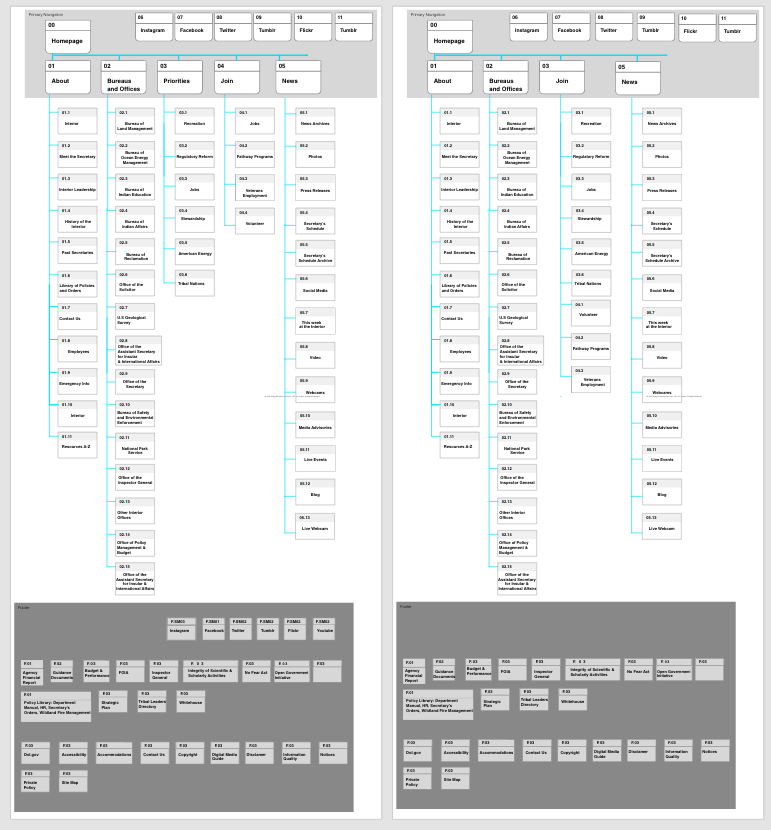 Primary Navigation
00
Homepage
06
Instagram
07
Facebook
08
Twitter
09
Tumblr
10
Flickr
11
Tumblr
01
About
02
Bureaus
and Offices
03
Priorities
04
Join
05
News
01.1
Interior
01.2
Meet the Secretary
01.3
Interior Leadership
01.4
History of the
Interior
01.5
Past Secretaries
01.6
Library of Policies
and Orders
01.7
Contact Us
01.8
Employees
01.9
Emergency Info
01.10
Interior
01.11
Resources A-Z
02.1
Bureau of
Land Management
02.2
Bureau of
Ocean Energy
Management
02.3
Bureau of
Indian Education
02.4
Bureau of
Indian Affairs
02.5
Bureau of
Reclamation
02.6
Office of the
Solicitor
02.7
U.S Geological
Survey
02.8
Office of the
Assistant Secretary
for Insular
& International Affairs
02.9
Office of the
Secretary
02.10
Bureau of Safety
and Environmental
Enforcement
02.11
National Park
Service
02.12
Office of the
Inspector General
02.13
Other Interior
Offices
02.14
Office of Policy
Management &
Budget
02.15
Office of the
Assistant Secretary
for Insular &
International Affairs
03.1
Recreation
03.2
Regulatory Reform
03.3
Jobs
03.4
Stewardship
03.5
American Energy
03.6
Tribal Nations
04.1
Jobs
04.2
Pathway Programs
04.3
Veterans
Employment
04.4
Volunteer
05.1
News Archives
05.2
Photos
05.3
Press Releases
05.4
Secretary's
Schedule
05.5
Secretary's
Schedule Archive
05.6
Social Media
05.7
This week
at the Interior
05.8
Video
05.9
Webcams
05.10
Media Advisories
05.11
Live Events
05.12
Blog
05.13
Live Webcam
Footer
Instagram
Facebook
Twitter
Tumblr
Flickr
Youtube
F.01
Agency
Financial
Report
F.02
Guidance
Documents
F.03
Budget &
Performance
F.03
FOIA
F.03
Inspector
General
F.03
Integrity of Scientific &
Scholarly Activities
F.03
No Fear Act
F.03
Open Government
Initiative
F.03
F.01
Policy Library: Department
Manual, HR, Secretary's
Orders, Wildland Fire Management
F.03
Strategic
Plan
F.03
Tribal Leaders
Directory
F.03
Whitehouse
F.03
Doi.gov
F.03
Accessibility
F.03
Accommodations
F.03
Contact Us
F.03
Copyright
F.03
Digital Media
Guide
F.03
Disclaimer
F.03
Information
Quality
F.03
Notices
F.03
Private
Policy
F.03
Site Map
Primary Navigation
00
Homepage
06
Instagram
07
Facebook
08
Twitter
09
Tumblr
10
Flickr
11
Tumblr
01
About
02
Bureaus
and Offices
03
Join
05
News
01.1
Interior
01.2
Meet the Secretary
01.3
Interior Leadership
01.4
History of the
Interior
01.5
Past Secretaries
01.6
Library of Policies
and Orders
01.7
Contact Us
01.8
Employees
01.9
Emergency Info
01.10
Interior
01.11
Resources A-Z
02.1
Bureau of
Land Management
02.2
Bureau of
Ocean Energy
Management
02.3
Bureau of
Indian Education
02.4
Bureau of
Indian Affairs
02.5
Bureau of
Reclamation
02.6
Office of the
Solicitor
02.7
U.S Geological
Survey
02.8
Office of the
Assistant Secretary
for Insular
& International Affairs
02.9
Office of the
Secretary
02.10
Bureau of Safety
and Environmental
Enforcement
02.11
National Park
Service
02.12
Office of the
Inspector General
02.13
Other Interior
Offices
02.14
Office of Policy
Management &
Budget
02.15
Office of the
Assistant Secretary
for Insular &
International Affairs
03.1
Recreation
03.2
Regulatory Reform
03.3
Jobs
03.4
Stewardship
03.5
American Energy
03.6
Tribal Nations
04.1
Volunteer
04.2
Pathway Programs
04.3
Veterans
Employment
05.1
News Archives
05.2
Photos
05.3
Press Releases
05.4
Secretary's
Schedule
05.5
Secretary's
Schedule Archive
05.6
Social Media
05.7
This week
at the Interior
05.8
Video
05.9
Webcams
05.10
Media Advisories
05.11
Live Events
05.12
Blog
05.13
Live Webcam
Footer
F.01
Agency
Financial
Report
F.02
Guidance
Documents
F.03
Budget &
Performance
F.03
FOIA
F.03
Inspector
General
F.03
Integrity of Scientific &
Scholarly Activities
F.03
No Fear Act
F.03
Open Government
Initiative
F.03
F.01
Policy Library: Department
Manual, HR, Secretary's
Orders, Wildland Fire Management
F.03
Strategic
Plan
F.03
Tribal Leaders
Directory
F.03
Whitehouse
F.03
Doi.gov
F.03
Accessibility
F.03
Accommodations
F.03
Contact Us
F.03
Copyright
F.03
Digital Media
Guide
F.03
Disclaimer
F.03
Information
Quality
F.03
Notices
F.03
Private
Policy
F.03
Site Map